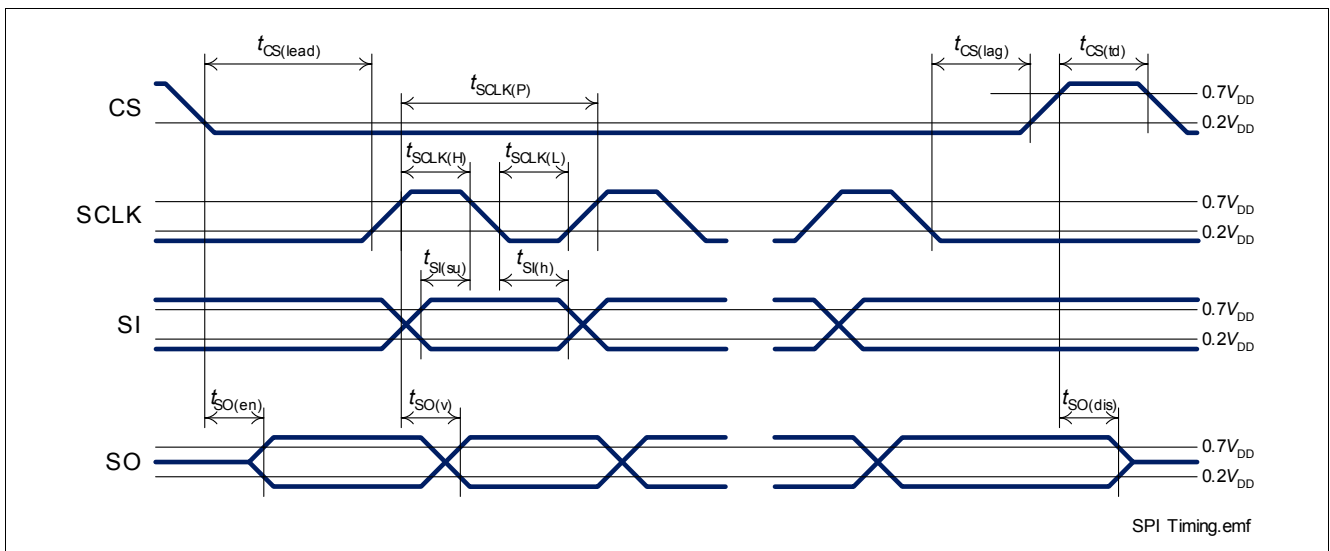 tCS(lead)
tCS(lag)
tCS(td)
tSCLK(P)
CS
0.7VDD
0.2VDD
tSCLK(H)
tSCLK(L)
SCLK
0.7VDD
0.2VDD
tSI(su)
tSI(h)
SI
0.7VDD
0.2VDD
tSO(en)
tSO(v)
tSO(dis)
SO
0.7VDD
0.2VDD
SPI Timing.emf